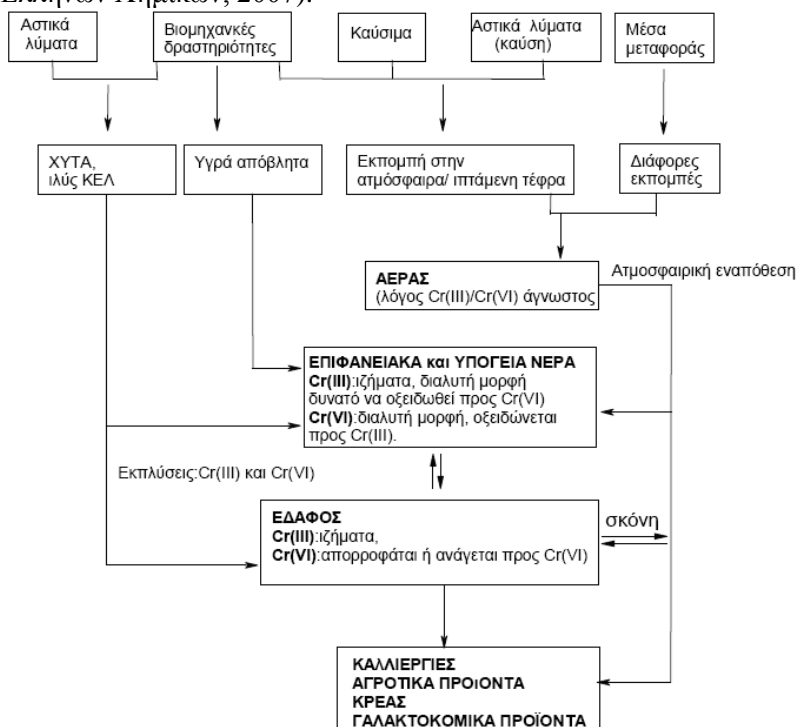 Ελλήνων Χημικών, 2007).
Αστικά
λύματα
Βιομηχανκές
δραστηριότητες
Καύσιμα
Αστικά λύματα
(καύση)
Μέσα
μεταφοράς
ΧΥΤΑ,
ιλύς ΚΕΛ
Υγρά απόβλητα
Εκπομπή στην
ατμόσφαιρα/ ιπτάμενη τέφρα
Διάφορες
εκπομπές
ΑΕΡΑΣ
(λόγος Cr(III)/Cr(VI) άγνωστος
Ατμοσφαιρική εναπόθεση
ΕΠΙΦΑΝΕΙΑΚΑ και ΥΠΟΓΕΙΑ ΝΕΡΑ
Cr(III):ιζήματα, διαλυτή μορφή
δυνατό να οξειδωθεί προς Cr(VI)
Cr(VI):διαλυτή μορφή, οξειδώνεται
προς Cr(III).
Εκπλύσεις:Cr(III) και Cr(VI)
ΕΔΑΦΟΣ
Cr(III):ιζήματα,
Cr(VI):απορροφάται ή ανάγεται προς Cr(VI)
σκόνη
ΚΑΛΛΙΕΡΓΙΕΣ
ΑΓΡΟΤΙΚΑ ΠΡΟιΟΝΤΑ
ΚΡΕΑΣ
ΓΑΛΑΚΤΟΚΟΜΙΚΑ ΠΡΟΪΟΝΤΑ